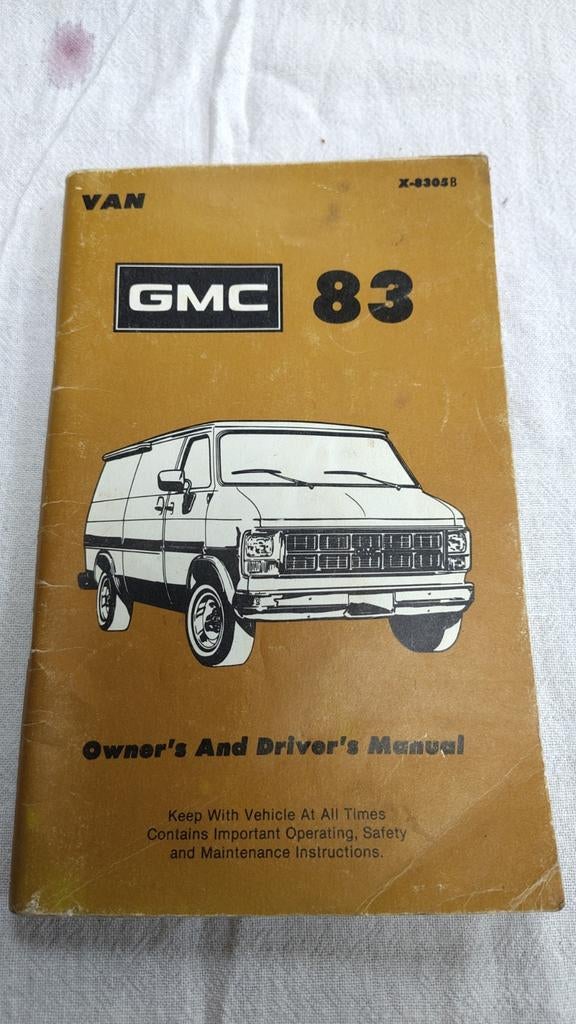 VAN
X-8305B
GMC 83
Owner's And Driver's Manual
Keep With Vehicle At All Times
Contains Important Operating, Safety
and Maintenance Instructions.